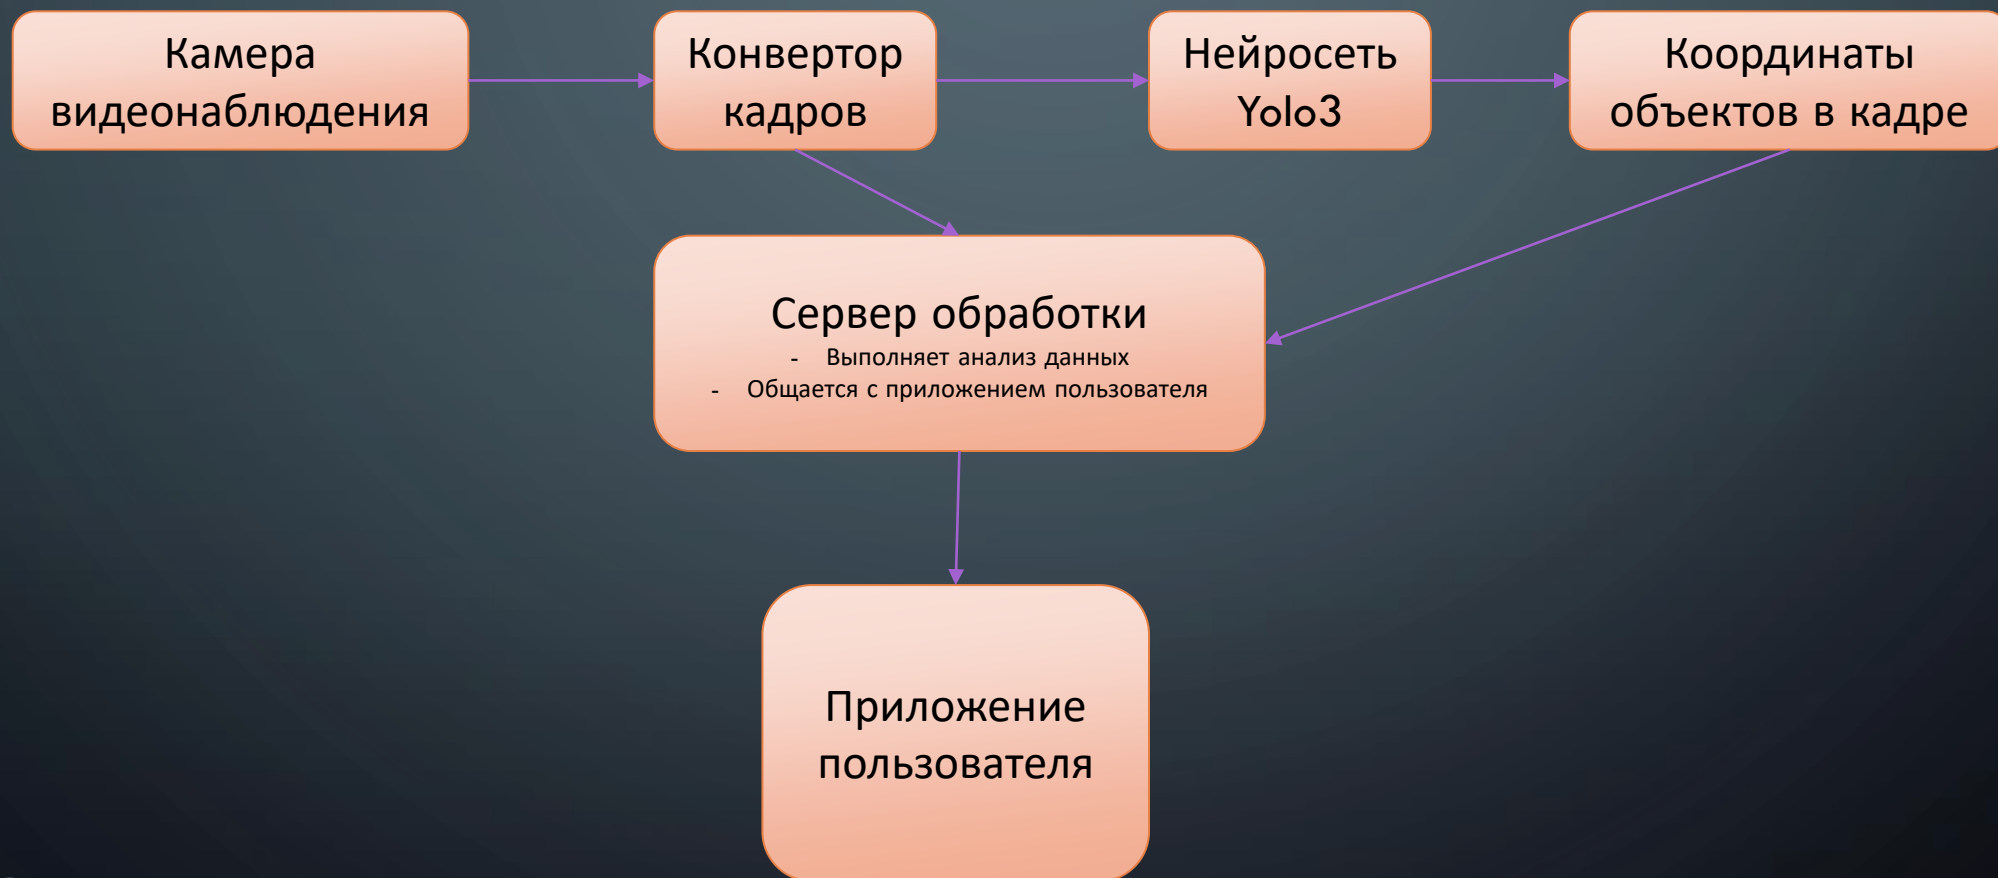 Камера
видеонаблюдения
Конвертор
кадров
Нейросеть
Yolo3
Координаты
объектов в кадре
Сервер обработки
- Выполняет анализ данных
- Общается с приложением пользователя
Приложение
пользователя